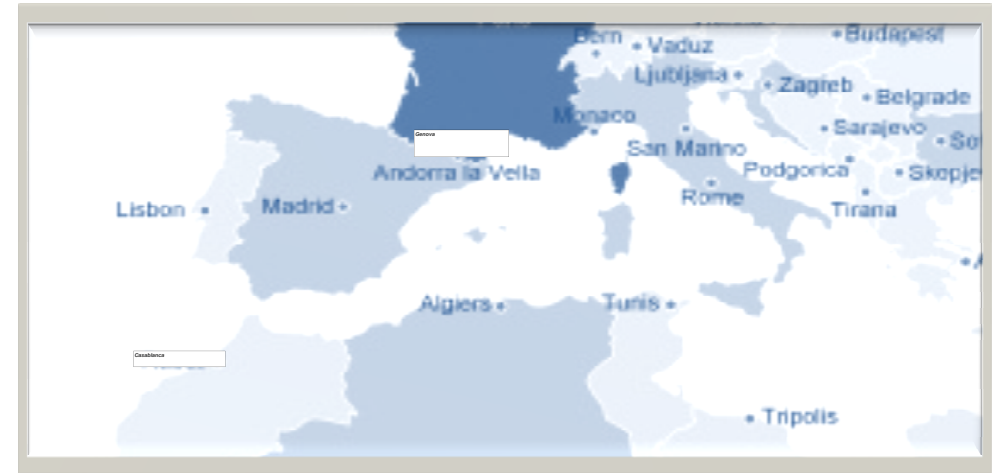 Bern
Vaduz
Budapest
Ljubljana
Zagreb
Belgrade
Monaco
Sarajevo
Genova
San Marino
Podgorica
Skopje
Andorra la Vella
Rome
Tirana
Lisbon
Madrid
Algiers
Tunis
Casablanca
Tripolis